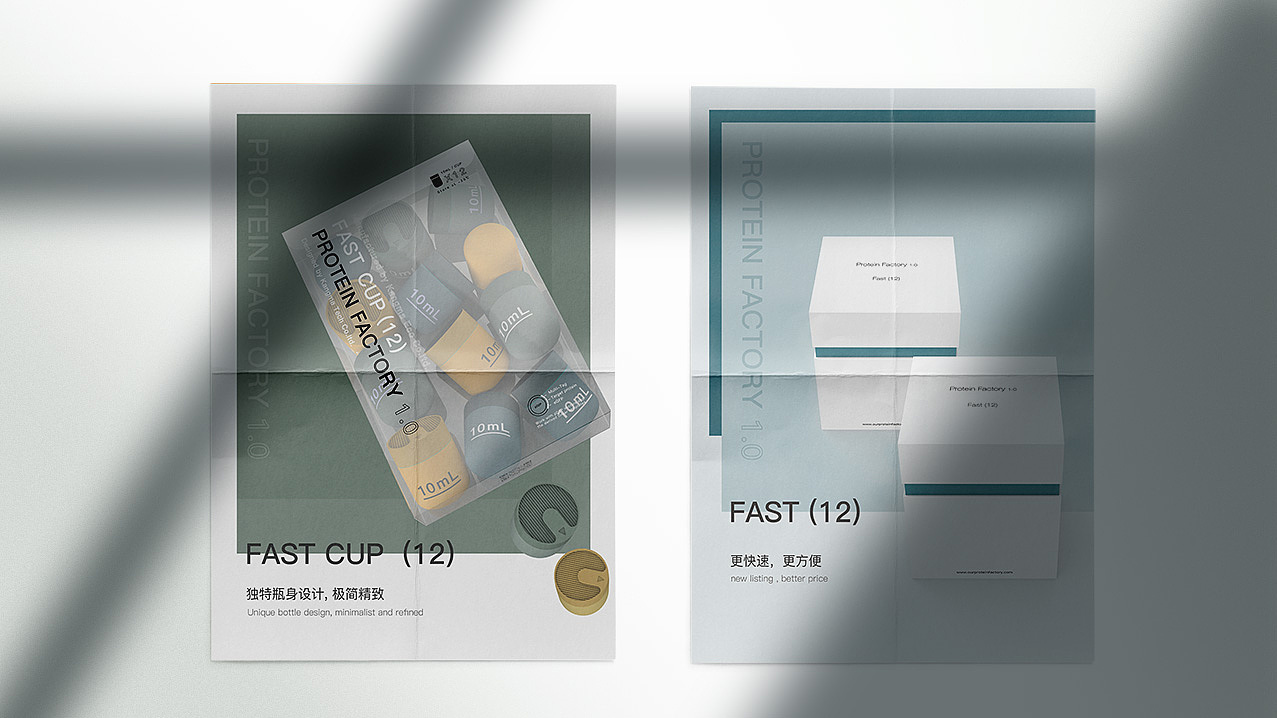 PROTEIN FACTORY 1.0
X12
10mL
FAST CUP (12)
PROTEIN FACTORY 1.0
10mL
10mL
10mL
10mL
10mL
10mL
FAST CUP (12)
独特瓶身设计, 极简精致
Unique bottle design, minimalist and refined
PROTEIN FACTORY 1.0
Protein Factory 1.0
Fast (12)
Protein Factory 1.0
Fast (12)
FAST (12)
更快速，更方便
new listing , better price